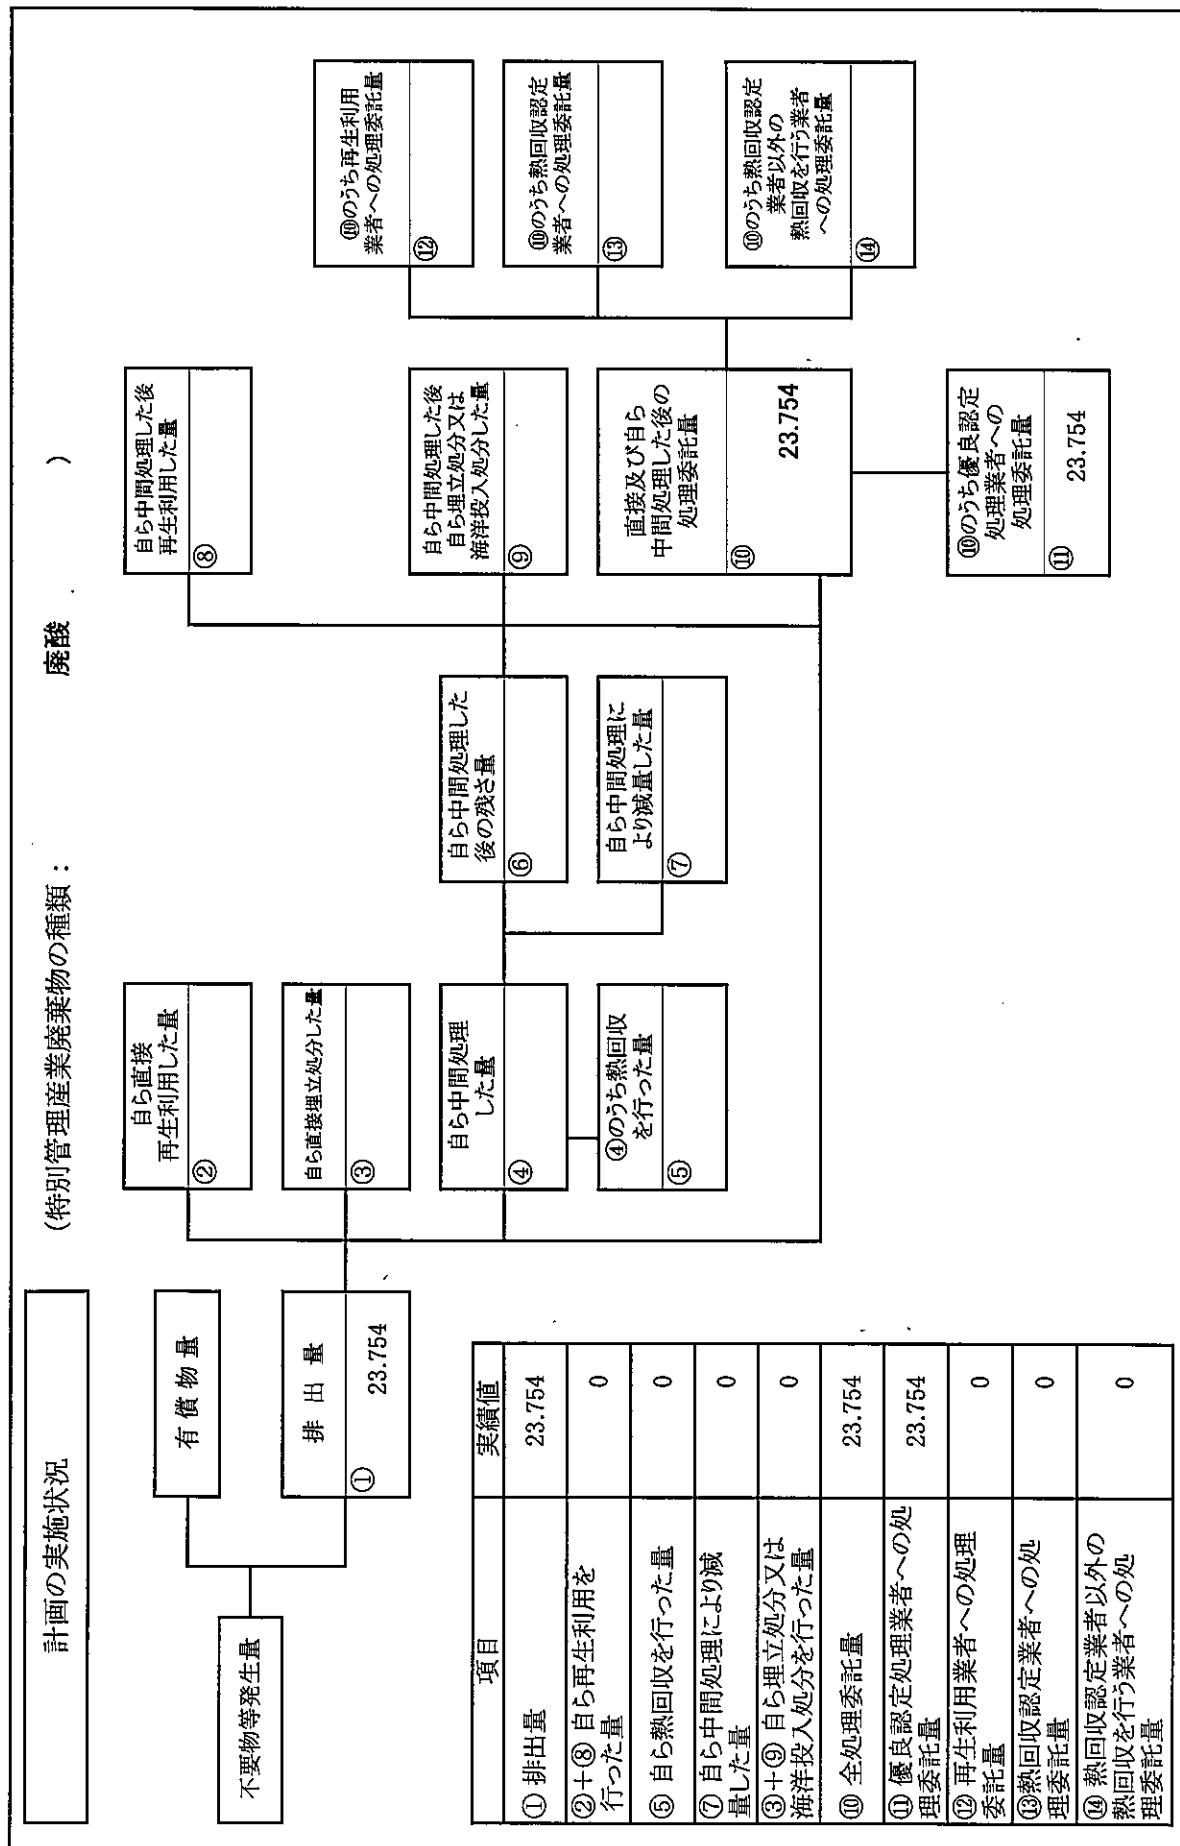 計画の実施状況
(特別管理産業廃棄物の種類： 廃酸 )
不要物等発生量
有償物量
排出量
① 23.754
自ら直接
再生利用した量
②
自ら直接埋立処分した量
③
自ら中間処理
した量
④
④のうち熱回収
を行った量
⑤
自ら中間処理した
後の残さ量
⑥
自ら中間処理に
より減量した量
⑦
自ら中間処理した後
再生利用した量
⑧
自ら中間処理した後
自ら埋立処分又は
海洋投入処分した量
⑨
直接及び自ら
中間処理した後の
処理委託量
⑩ 23.754
⑩のうち優良認定
処理業者への
処理委託量
⑪ 23.754
⑩のうち再生利用
業者への処理委託量
⑫
⑩のうち熱回収認定
業者への処理委託量
⑬
⑩のうち熱回収認定
業者以外の
熱回収を行う業者
への処理委託量
⑭
項目 実績値
① 排出量 23.754
②+⑧ 自ら再生利用を
行った量 0
⑤ 自ら熱回収を行った量 0
⑦ 自ら中間処理により減
量した量 0
③+⑨ 自ら埋立処分又は
海洋投入処分を行った量 0
⑩ 全処理委託量 23.754
⑪ 優良認定処理業者への処
理委託量 23.754
⑫ 再生利用業者への処理
委託量 0
⑬熱回収認定業者への処
理委託量 0
⑭ 熱回収認定業者以外の
熱回収を行う業者への処
理委託量 0